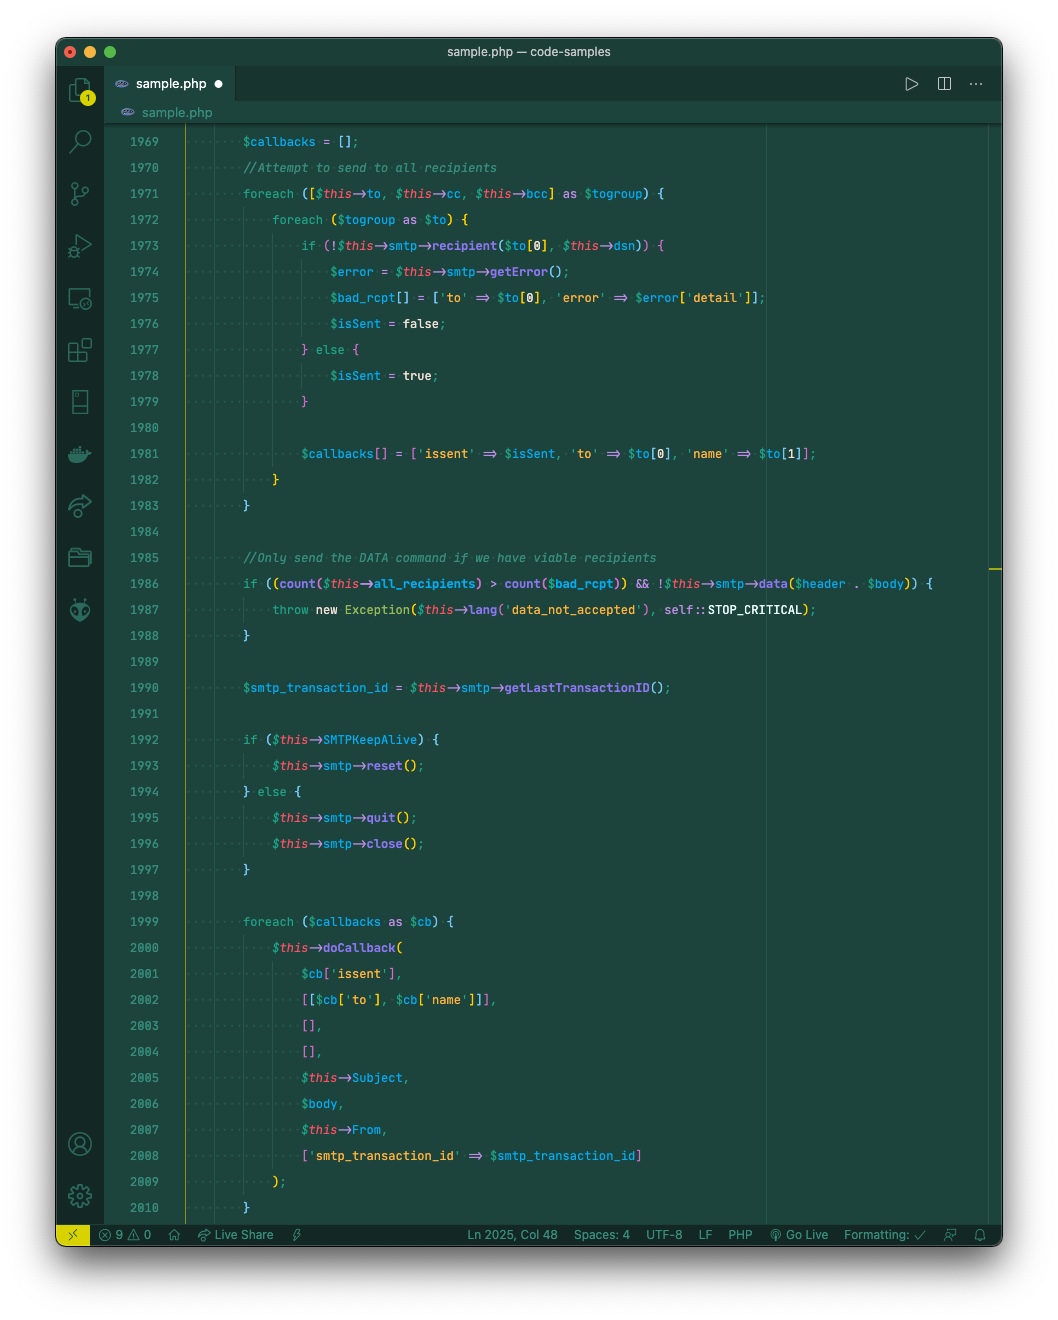 sample.php — code-samples
sample.php
1
sample.php
1969 $callbacks = [];
1970 //Attempt to send to all recipients
1971 foreach ([$this->to, $this->cc, $this->bcc] as $togroup) {
1972 foreach ($togroup as $to) {
1973 if (!$this->smtp->recipient($to[0], $this->dsn)) {
1974 $error = $this->smtp->getError();
1975 $bad_rcpt[] = ['to' => $to[0], 'error' => $error['detail']];
1976 $isSent = false;
1977 } else {
1978 $isSent = true;
1979 }
1980
1981 $callbacks[] = ['issent' => $isSent, 'to' => $to[0], 'name' => $to[1]];
1982 }
1983 }
1984
1985 //Only send the DATA command if we have viable recipients
1986 if ((count($this->all_recipients) > count($bad_rcpt)) && !$this->smtp->data($header . $body)) {
1987 throw new Exception($this->lang('data_not_accepted'), self::STOP_CRITICAL);
1988 }
1989
1990 $smtp_transaction_id = $this->smtp->getLastTransactionID();
1991
1992 if ($this->SMTPKeepAlive) {
1993 $this->smtp->reset();
1994 } else {
1995 $this->smtp->quit();
1996 $this->smtp->close();
1997 }
1998
1999 foreach ($callbacks as $cb) {
2000 $this->doCallback(
2001 $cb['issent'],
2002 [[$cb['to'], $cb['name']]],
2003 [],
2004 [],
2005 $this->Subject,
2006 $body,
2007 $this->From,
2008 ['smtp_transaction_id' => $smtp_transaction_id]
2009 );
2010 }
9 0 Live Share Ln 2025, Col 48 Spaces: 4 UTF-8 LF PHP Go Live Formatting: ✓